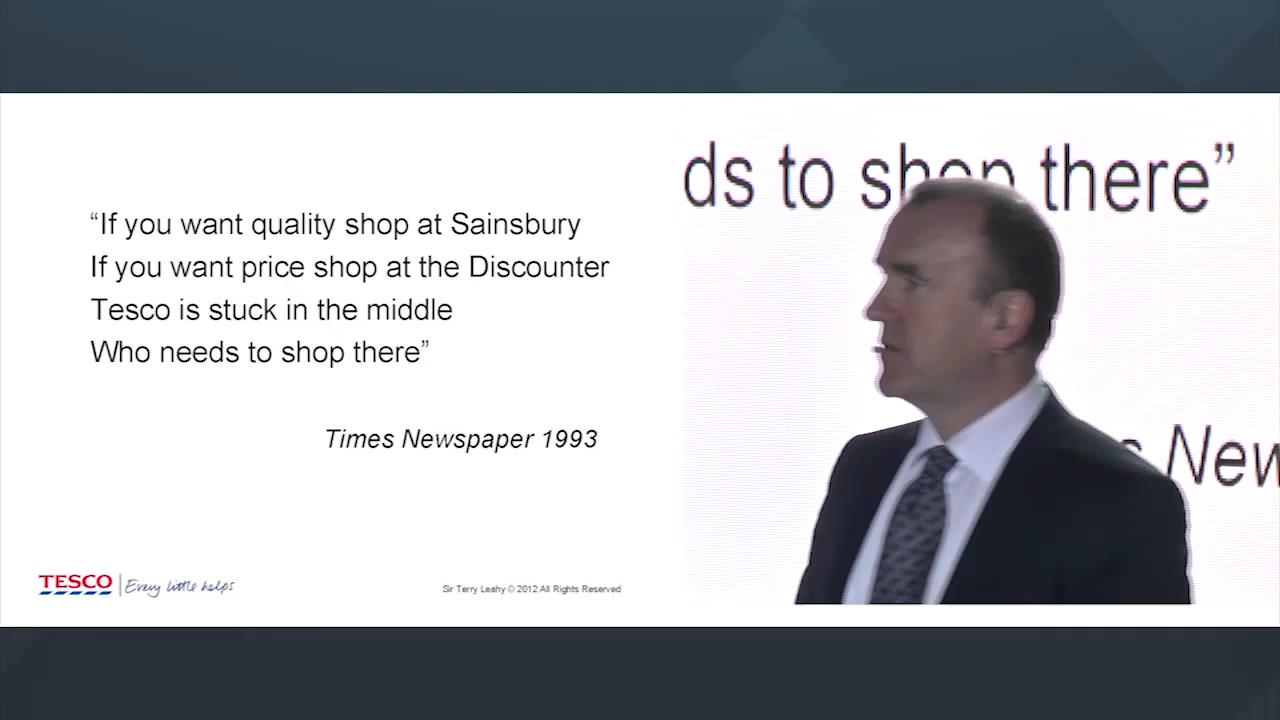 “If you want quality shop at Sainsbury
If you want price shop at the Discounter
Tesco is stuck in the middle
Who needs to shop there”
Times Newspaper 1993
TESCO
Every little helps
Sir Terry Leahy © 2012 All Rights Reserved
ds to shop there”
s New